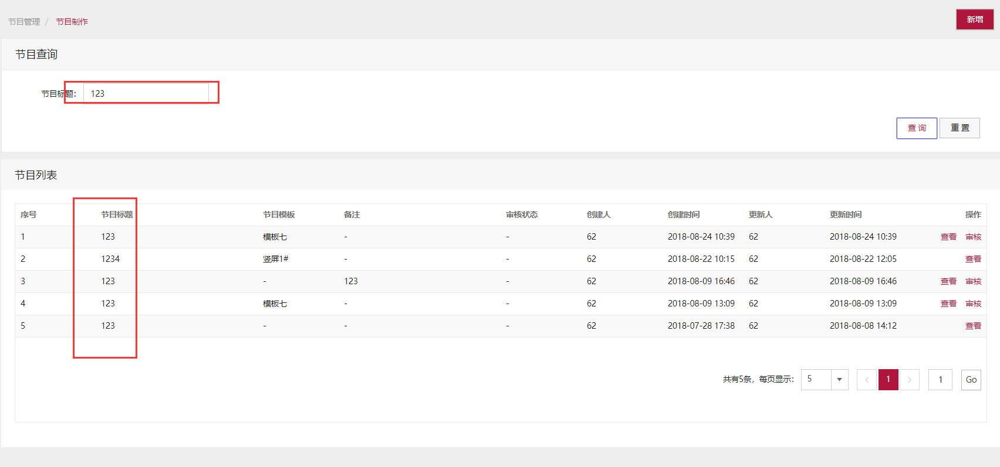 节目管理 / 节目制作
新增
节目查询
节目标题： 123
查 询 重 置
节目列表
序号 节目标题 节目模板 备注 审核状态 创建人 创建时间 更新人 更新时间 操作
1 123 模板七 - - 62 2018-08-24 10:39 62 2018-08-24 10:39 查看 审核
2 1234 竖屏1# - - 62 2018-08-22 10:15 62 2018-08-22 12:05 查看
3 123 - 123 - 62 2018-08-09 16:46 62 2018-08-09 16:46 查看 审核
4 123 模板七 - - 62 2018-08-09 13:09 62 2018-08-09 13:09 查看 审核
5 123 - - - 62 2018-07-28 17:38 62 2018-08-08 14:12 查看
共有5条，每页显示： 5 < 1 > 1 Go